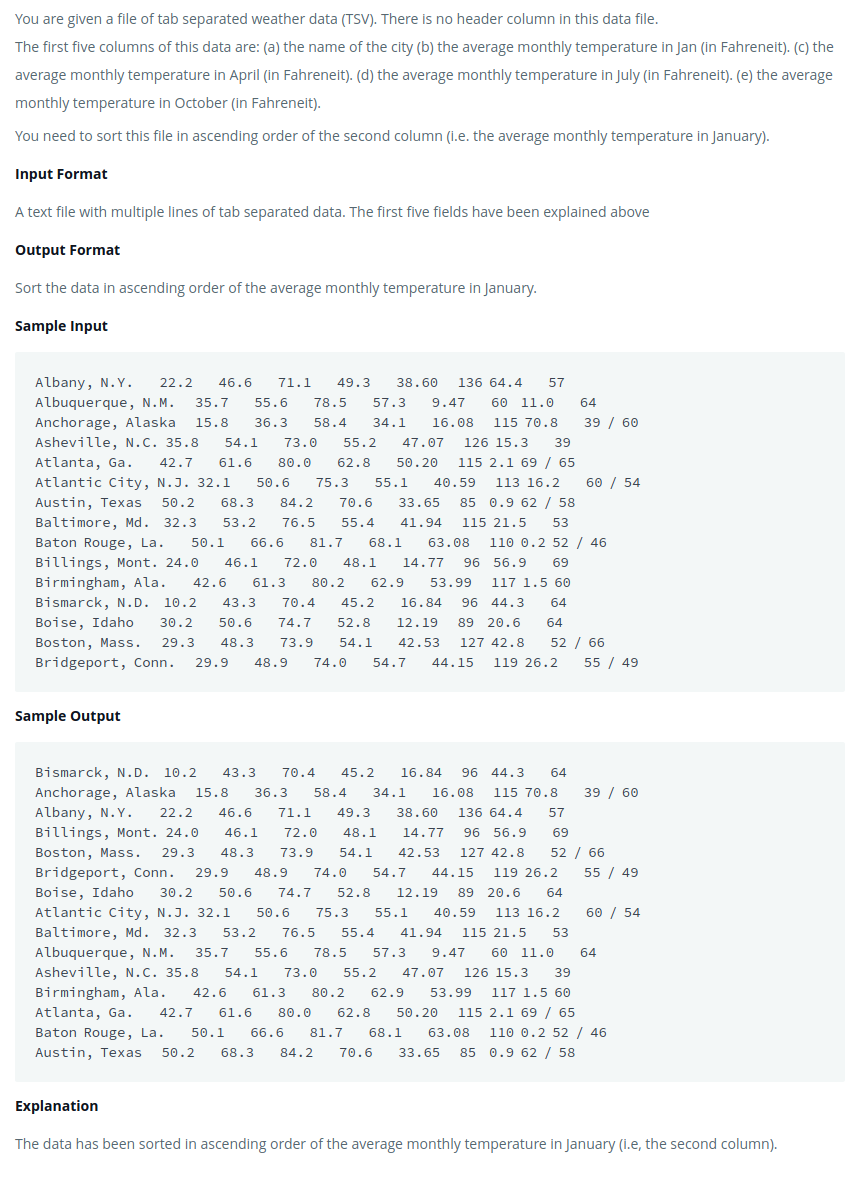 You are given a file of tab separated weather data (TSV). There is no header column in this data file.
The first five columns of this data are: (a) the name of the city (b) the average monthly temperature in Jan (in Fahreneit). (c) the
average monthly temperature in April (in Fahreneit). (d) the average monthly temperature in July (in Fahreneit). (e) the average
monthly temperature in October (in Fahreneit).
You need to sort this file in ascending order of the second column (i.e. the average monthly temperature in January).
Input Format
A text file with multiple lines of tab separated data. The first five fields have been explained above
Output Format
Sort the data in ascending order of the average monthly temperature in January.
Sample Input
Albany, N.Y. 22.2 46.6 71.1 49.3 38.60 136 64.4 57
Albuquerque, N.M. 35.7 55.6 78.5 57.3 9.47 60 11.0 64
Anchorage, Alaska 15.8 36.3 58.4 34.1 16.08 115 70.8 39 / 60
Asheville, N.C. 35.8 54.1 73.0 55.2 47.07 126 15.3 39
Atlanta, Ga. 42.7 61.6 80.0 62.8 50.20 115 2.1 69 / 65
Atlantic City, N.J. 32.1 50.6 75.3 55.1 40.59 113 16.2 60 / 54
Austin, Texas 50.2 68.3 84.2 70.6 33.65 85 0.9 62 / 58
Baltimore, Md. 32.3 53.2 76.5 55.4 41.94 115 21.5 53
Baton Rouge, La. 50.1 66.6 81.7 68.1 63.08 110 0.2 52 / 46
Billings, Mont. 24.0 46.1 72.0 48.1 14.77 96 56.9 69
Birmingham, Ala. 42.6 61.3 80.2 62.9 53.99 117 1.5 60
Bismarck, N.D. 10.2 43.3 70.4 45.2 16.84 96 44.3 64
Boise, Idaho 30.2 50.6 74.7 52.8 12.19 89 20.6 64
Boston, Mass. 29.3 48.3 73.9 54.1 42.53 127 42.8 52 / 66
Bridgeport, Conn. 29.9 48.9 74.0 54.7 44.15 119 26.2 55 / 49
Sample Output
Bismarck, N.D. 10.2 43.3 70.4 45.2 16.84 96 44.3 64
Anchorage, Alaska 15.8 36.3 58.4 34.1 16.08 115 70.8 39 / 60
Albany, N.Y. 22.2 46.6 71.1 49.3 38.60 136 64.4 57
Billings, Mont. 24.0 46.1 72.0 48.1 14.77 96 56.9 69
Boston, Mass. 29.3 48.3 73.9 54.1 42.53 127 42.8 52 / 66
Bridgeport, Conn. 29.9 48.9 74.0 54.7 44.15 119 26.2 55 / 49
Boise, Idaho 30.2 50.6 74.7 52.8 12.19 89 20.6 64
Atlantic City, N.J. 32.1 50.6 75.3 55.1 40.59 113 16.2 60 / 54
Baltimore, Md. 32.3 53.2 76.5 55.4 41.94 115 21.5 53
Albuquerque, N.M. 35.7 55.6 78.5 57.3 9.47 60 11.0 64
Asheville, N.C. 35.8 54.1 73.0 55.2 47.07 126 15.3 39
Birmingham, Ala. 42.6 61.3 80.2 62.9 53.99 117 1.5 60
Atlanta, Ga. 42.7 61.6 80.0 62.8 50.20 115 2.1 69 / 65
Baton Rouge, La. 50.1 66.6 81.7 68.1 63.08 110 0.2 52 / 46
Austin, Texas 50.2 68.3 84.2 70.6 33.65 85 0.9 62 / 58
Explanation
The data has been sorted in ascending order of the average monthly temperature in January (i.e, the second column).